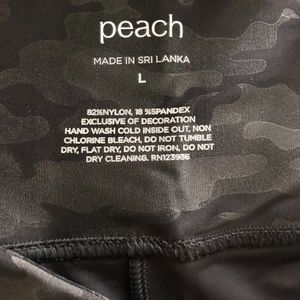 peach
MADE IN SRI LANKA
L
82%NYLON, 18 %SPANDEX
EXCLUSIVE OF DECORATION
HAND WASH COLD INSIDE OUT, NON
CHLORINE BLEACH, DO NOT TUMBLE
DRY, FLAT DRY, DO NOT IRON, DO NOT
DRY CLEANING. RN123936